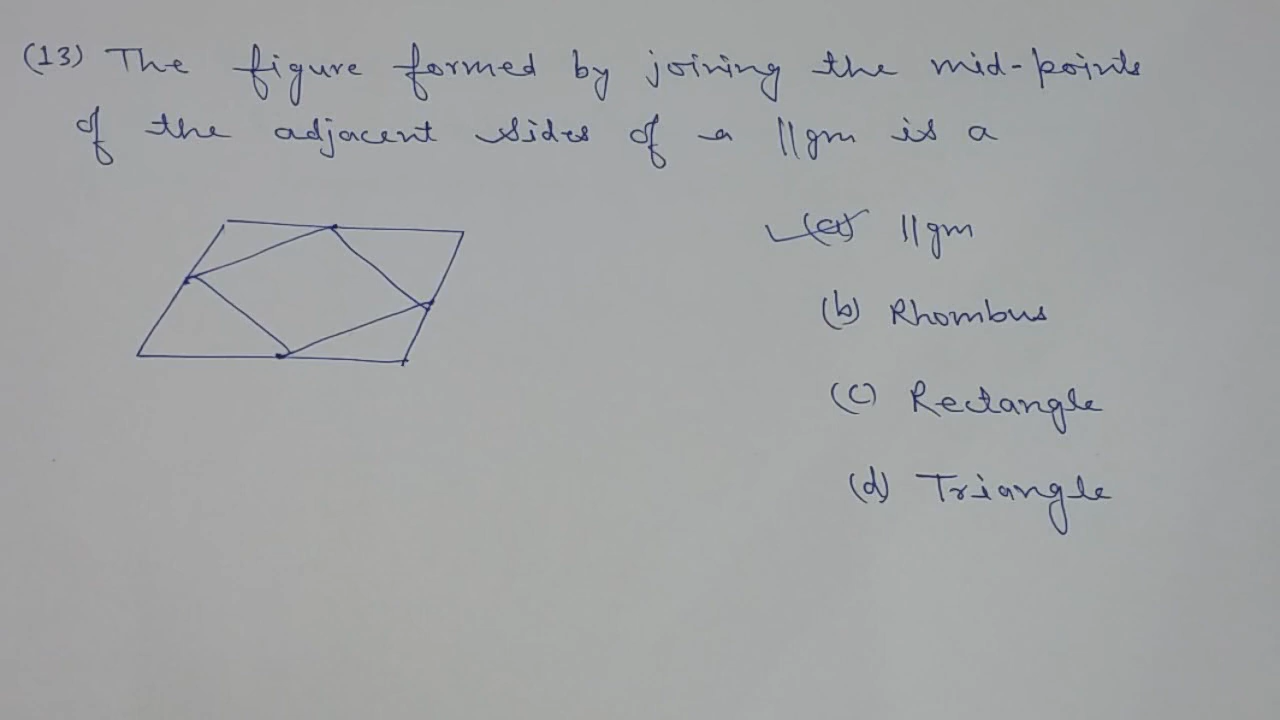 (13) The figure formed by joining the mid-points
of the adjacent sides of a ||gm is a
(a) ||gm
(b) Rhombus
(c) Rectangle
(d) Triangle